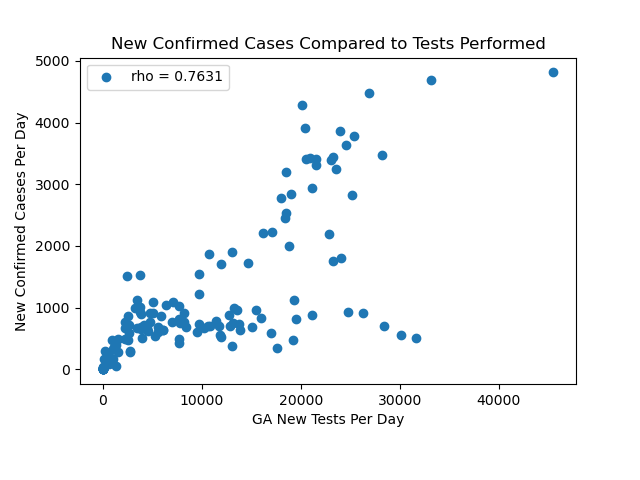 New Confirmed Cases Compared to Tests Performed
rho = 0.7631
New Confirmed Caeses Per Day
5000
4000
3000
2000
1000
0
0 10000 20000 30000 40000
GA New Tests Per Day